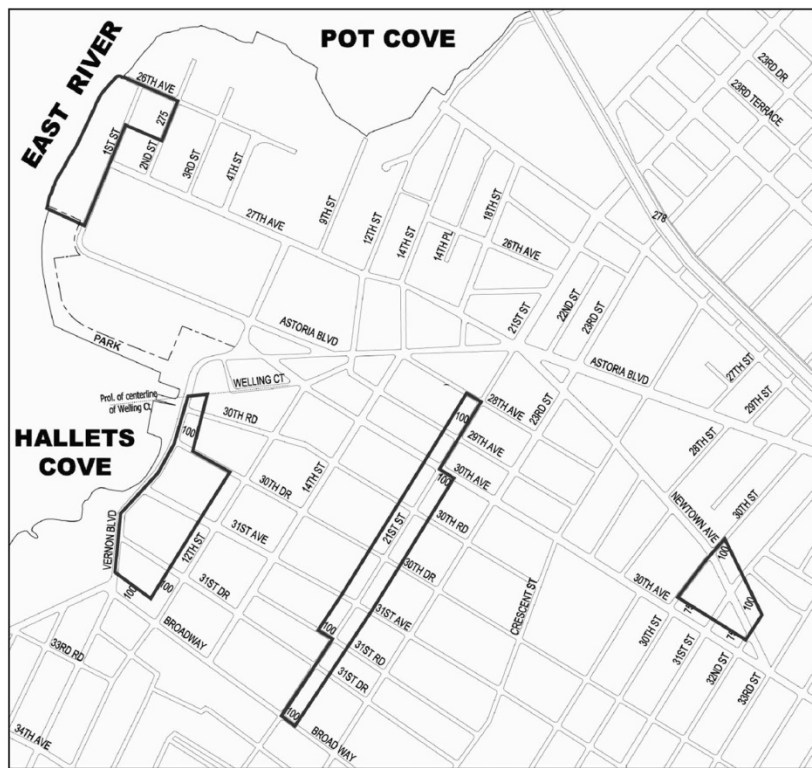 POT COVE
EAST RIVER
26TH AVE
275
1ST ST
2ND ST
3RD ST
4TH ST
27TH AVE
9TH ST
12TH ST
14TH ST
14TH PL
18TH ST
26TH AVE
23RD DR
23RD TERRACE
278
21ST ST
22ND ST
23RD ST
ASTORIA BLVD
ASTORIA BLVD
PARK
WELLING CT
Prol. of centerline
of Welling Ct.
HALLETS
COVE
100
30TH RD
14TH ST
30TH DR
31ST AVE
12TH ST
31ST DR
VERNON BLVD
100
100
BROADWAY
33RD RD
34TH AVE
100
28TH AVE
23RD ST
29TH AVE
30TH AVE
100
30TH RD
21ST ST
30TH DR
31ST AVE
100
31ST RD
31ST DR
100
BROADWAY
CRESCENT ST
27TH ST
29TH ST
28TH ST
30TH ST
NEWTOWN AVE
100
30TH AVE
75
100
75
30TH ST
31ST ST
32ND ST
33RD ST